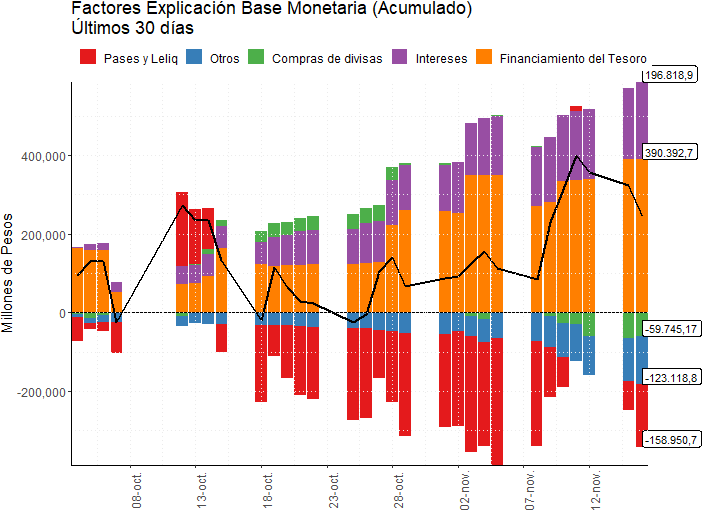 Factores Explicación Base Monetaria (Acumulado)
Últimos 30 días
Pases y Leliq Otros Compras de divisas Intereses Financiamiento del Tesoro
Millones de Pesos
400,000
200,000
0
-200,000
196.818,9
390.392,7
-59.745,17
-123.118,8
-158.950,7
08-oct.
13-oct.
18-oct.
23-oct.
28-oct.
02-nov.
07-nov.
12-nov.